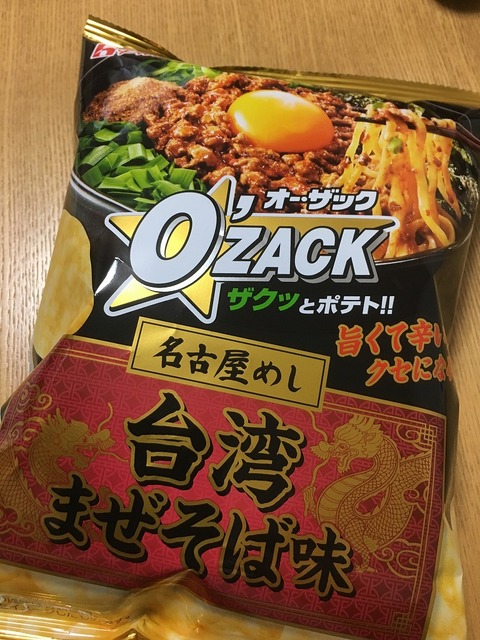 オー・ザック
O'ZACK
ザクッとポテト!!
旨くて辛い
クセにな
名古屋めし
台湾
まぜそば味